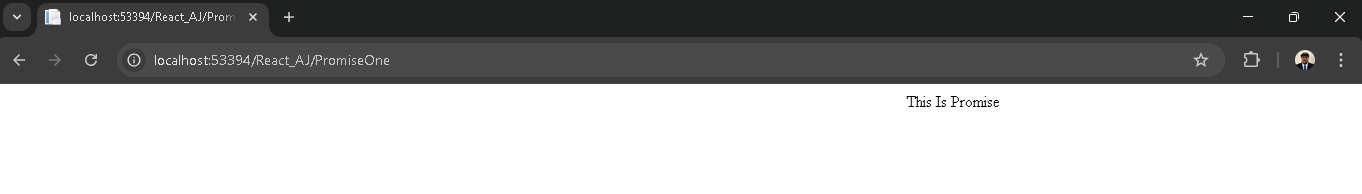 localhost:53394/React_AJ/Prom
localhost:53394/React_AJ/PromiseOne
This Is Promise